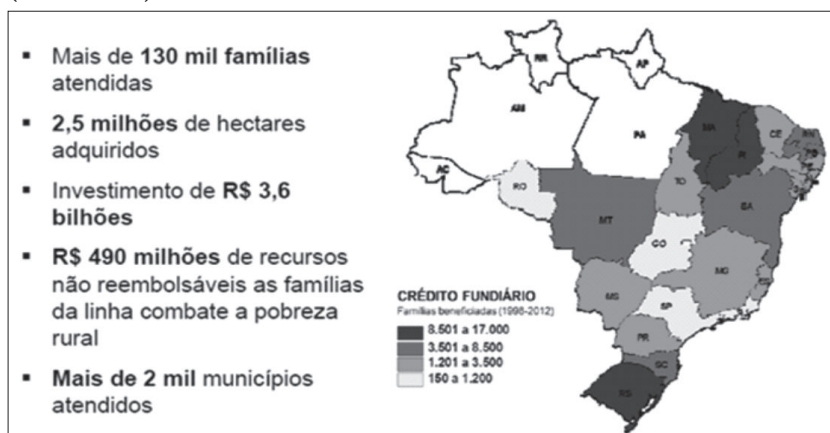 Mais de 130 mil famílias
atendidas
2,5 milhões de hectares
adquiridos
Investimento de R$ 3,6
bilhões
R$ 490 milhões de recursos
não reembolsáveis as famílias
da linha combate a pobreza
rural
Mais de 2 mil municípios
atendidos
RR
AP
AM
PA
MA
CE
RN
PB
PI
AC
RO
TO
BA
MT
GO
MG
ES
MS
SP
PR
SC
RS
CRÉDITO FUNDIÁRIO
Famílias beneficiadas (1998-2012)
8.501 a 17.000
3.501 a 8.500
1.201 a 3.500
150 a 1.200